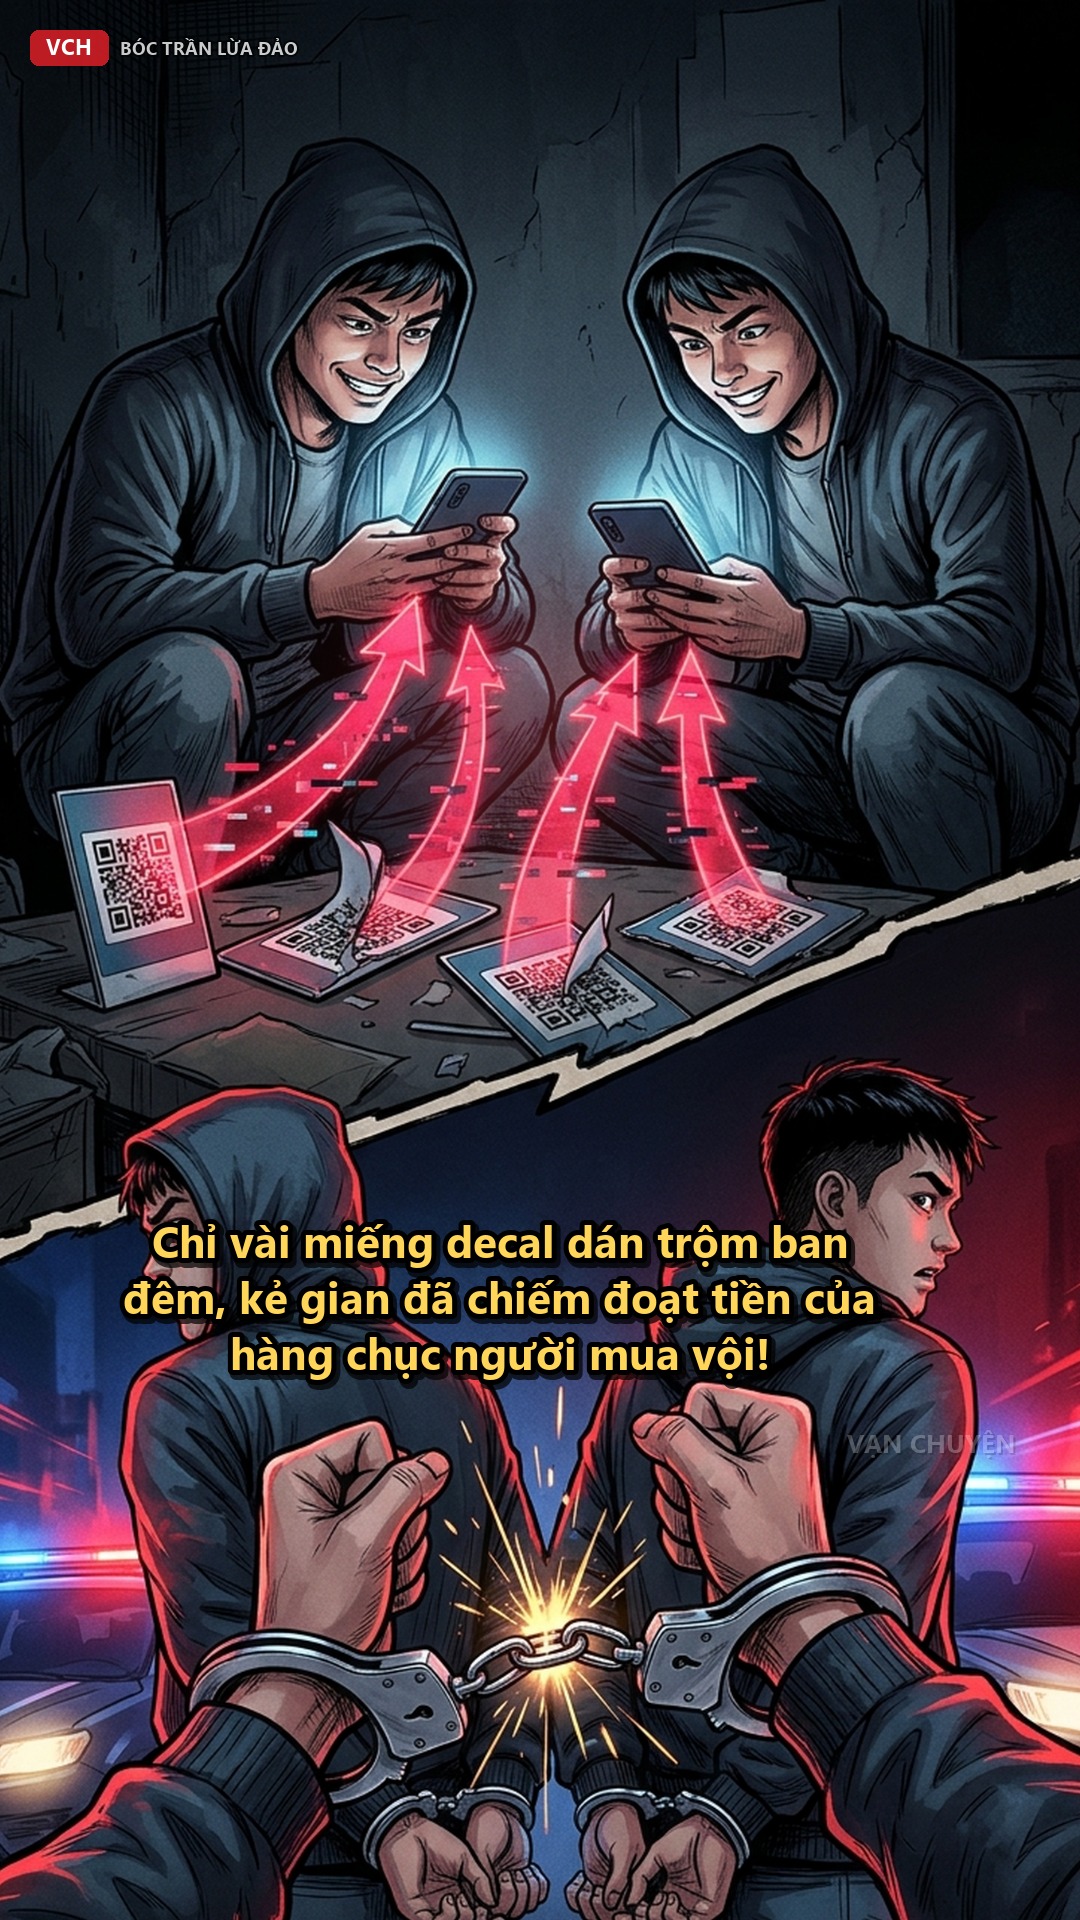 VCH BÓC TRẦN LỪA ĐẢO
Chỉ vài miếng decal dán trộm ban
đêm, kẻ gian đã chiếm đoạt tiền của
hàng chục người mua vội!
VẠN CHUYỆN